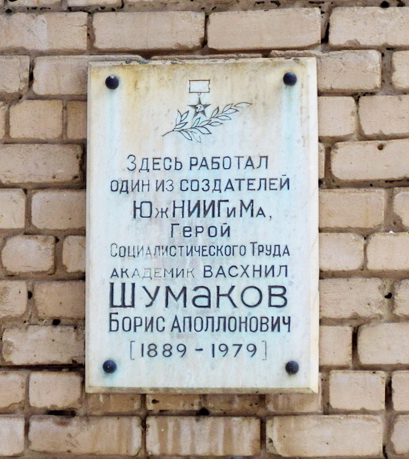 Здесь работал
один из создателей
ЮжНИИГиМа,
Герой
Социалистического Труда
академик ВАСХНИЛ
Шумаков
Борис Аполлонович
[1889-1979]